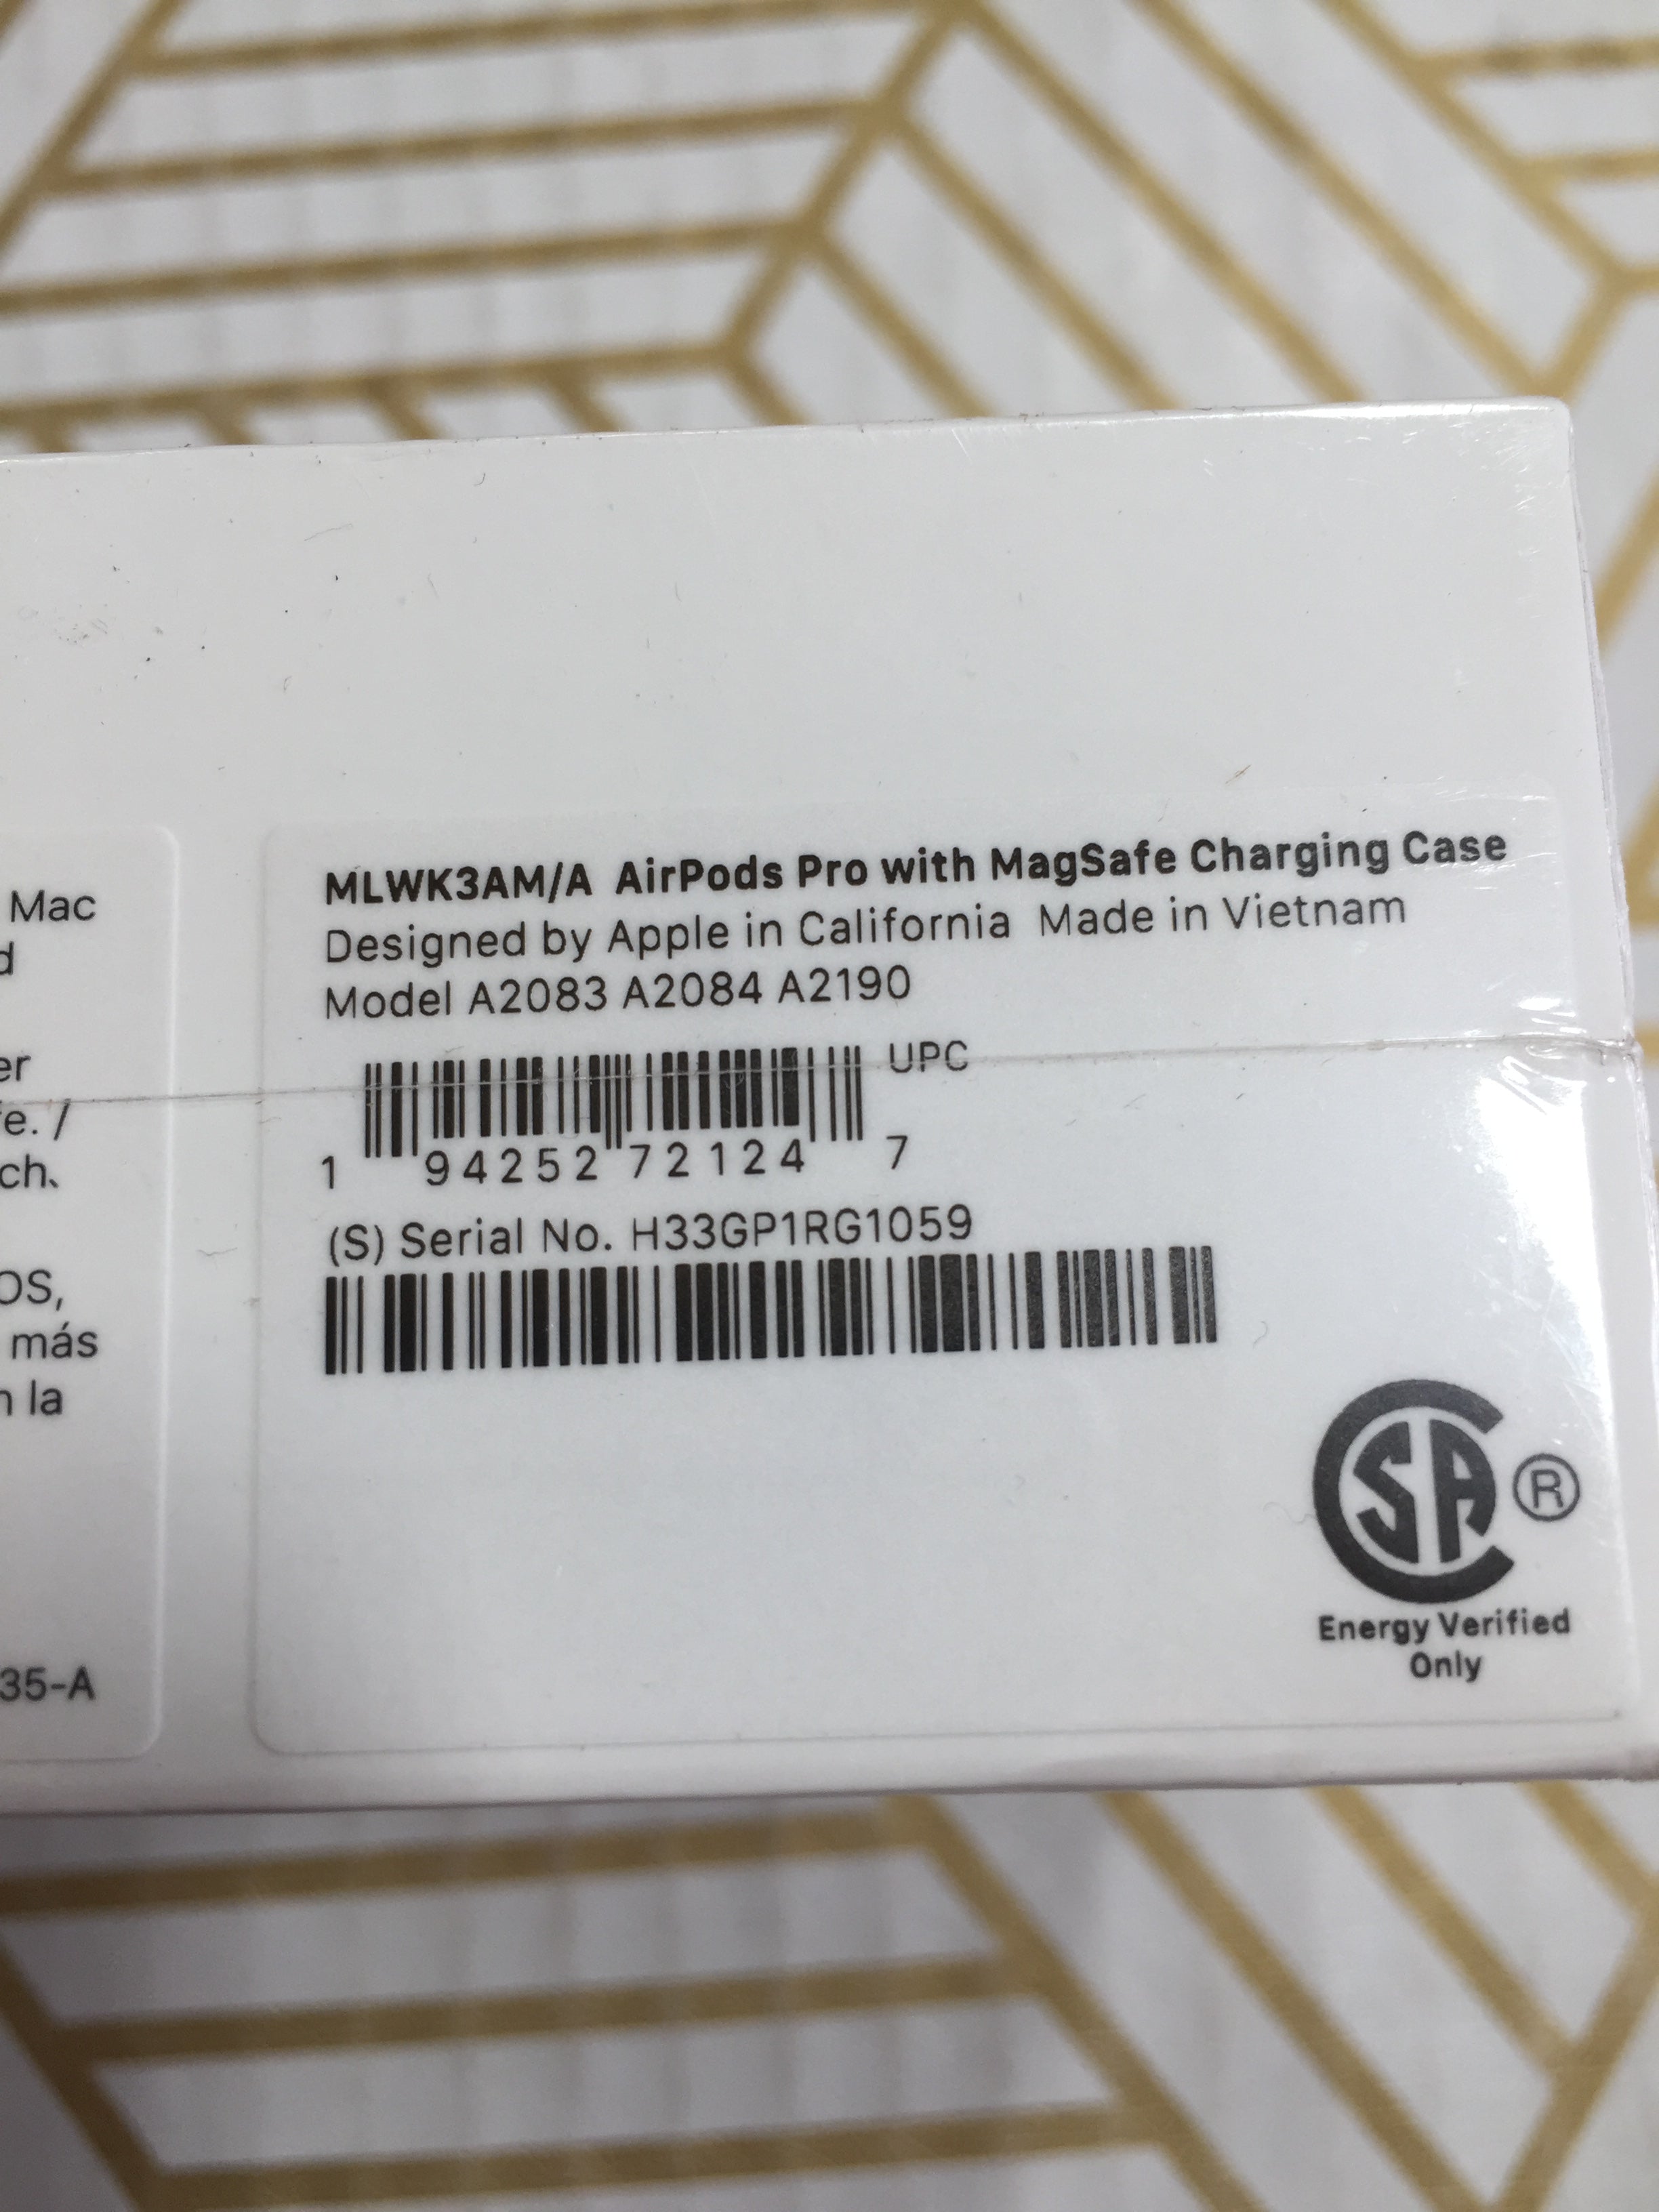 Mac
d
er
e. /
ch.
OS,
más
n la
35-A
MLWK3AM/A AirPods Pro with MagSafe Charging Case
Designed by Apple in California Made in Vietnam
Model A2083 A2084 A2190
UPC
1 94252 72124 7
(S) Serial No. H33GP1RG1059
CSA ®
Energy Verified
Only